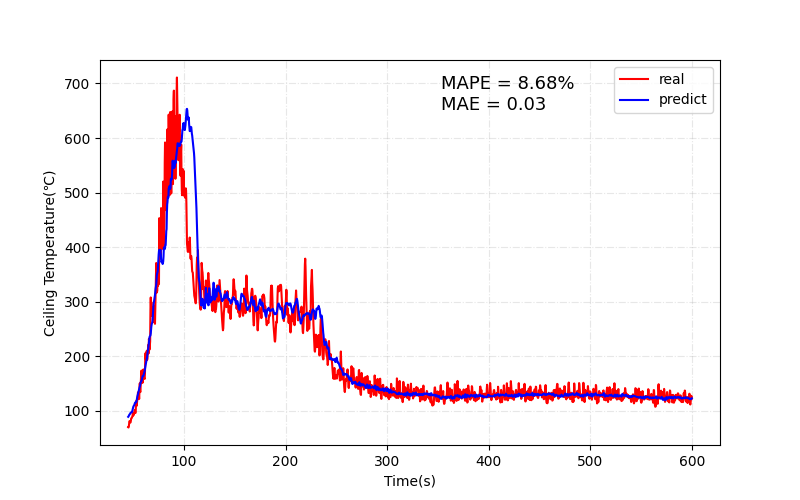 MAPE = 8.68%
MAE = 0.03
real
predict
Ceiling Temperature(℃)
700
600
500
400
300
200
100
100 200 300 400 500 600
Time(s)